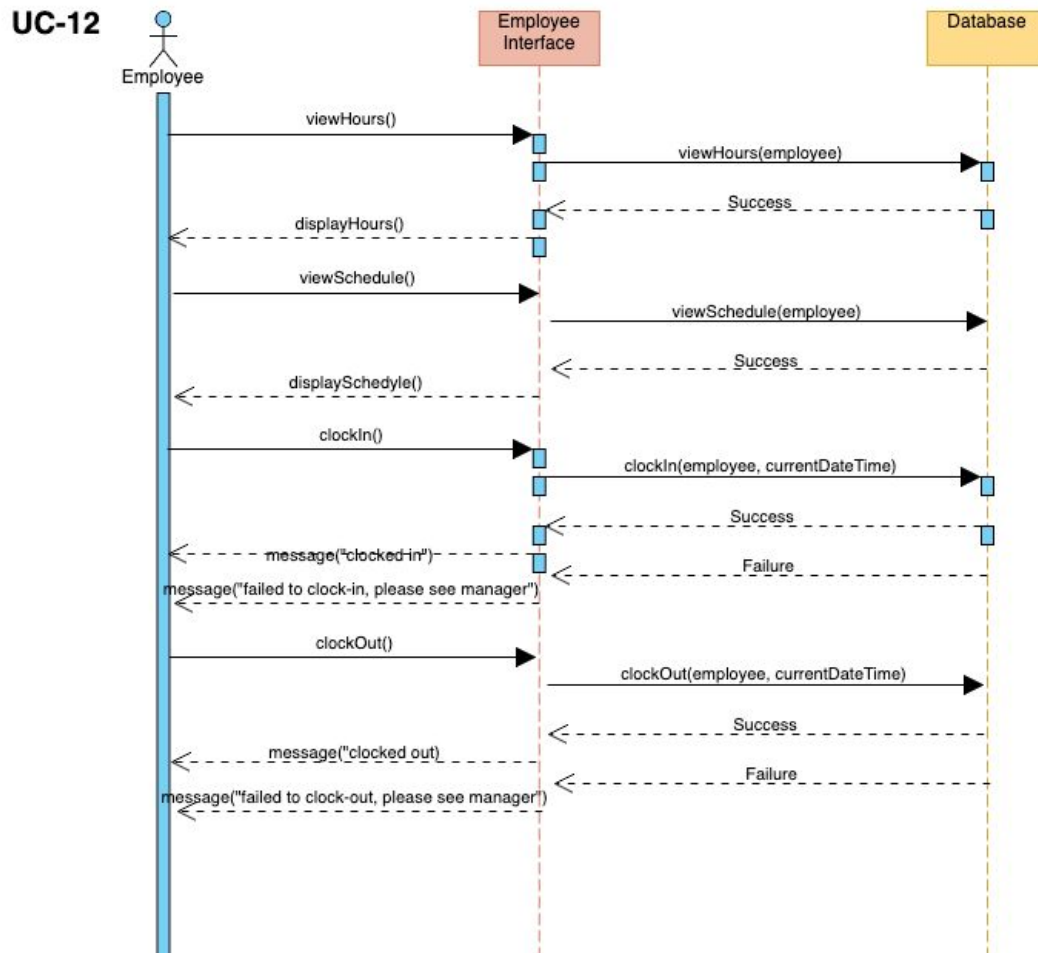 UC-12
Employee
Employee
Interface
Database
viewHours()
viewHours(employee)
Success
displayHours()
viewSchedule()
viewSchedule(employee)
Success
displaySchedyle()
clockIn()
clockIn(employee, currentDateTime)
Success
message("clocked in")
Failure
message("failed to clock-in, please see manager")
clockOut()
clockOut(employee, currentDateTime)
Success
message("clocked out)
Failure
message("failed to clock-out, please see manager")